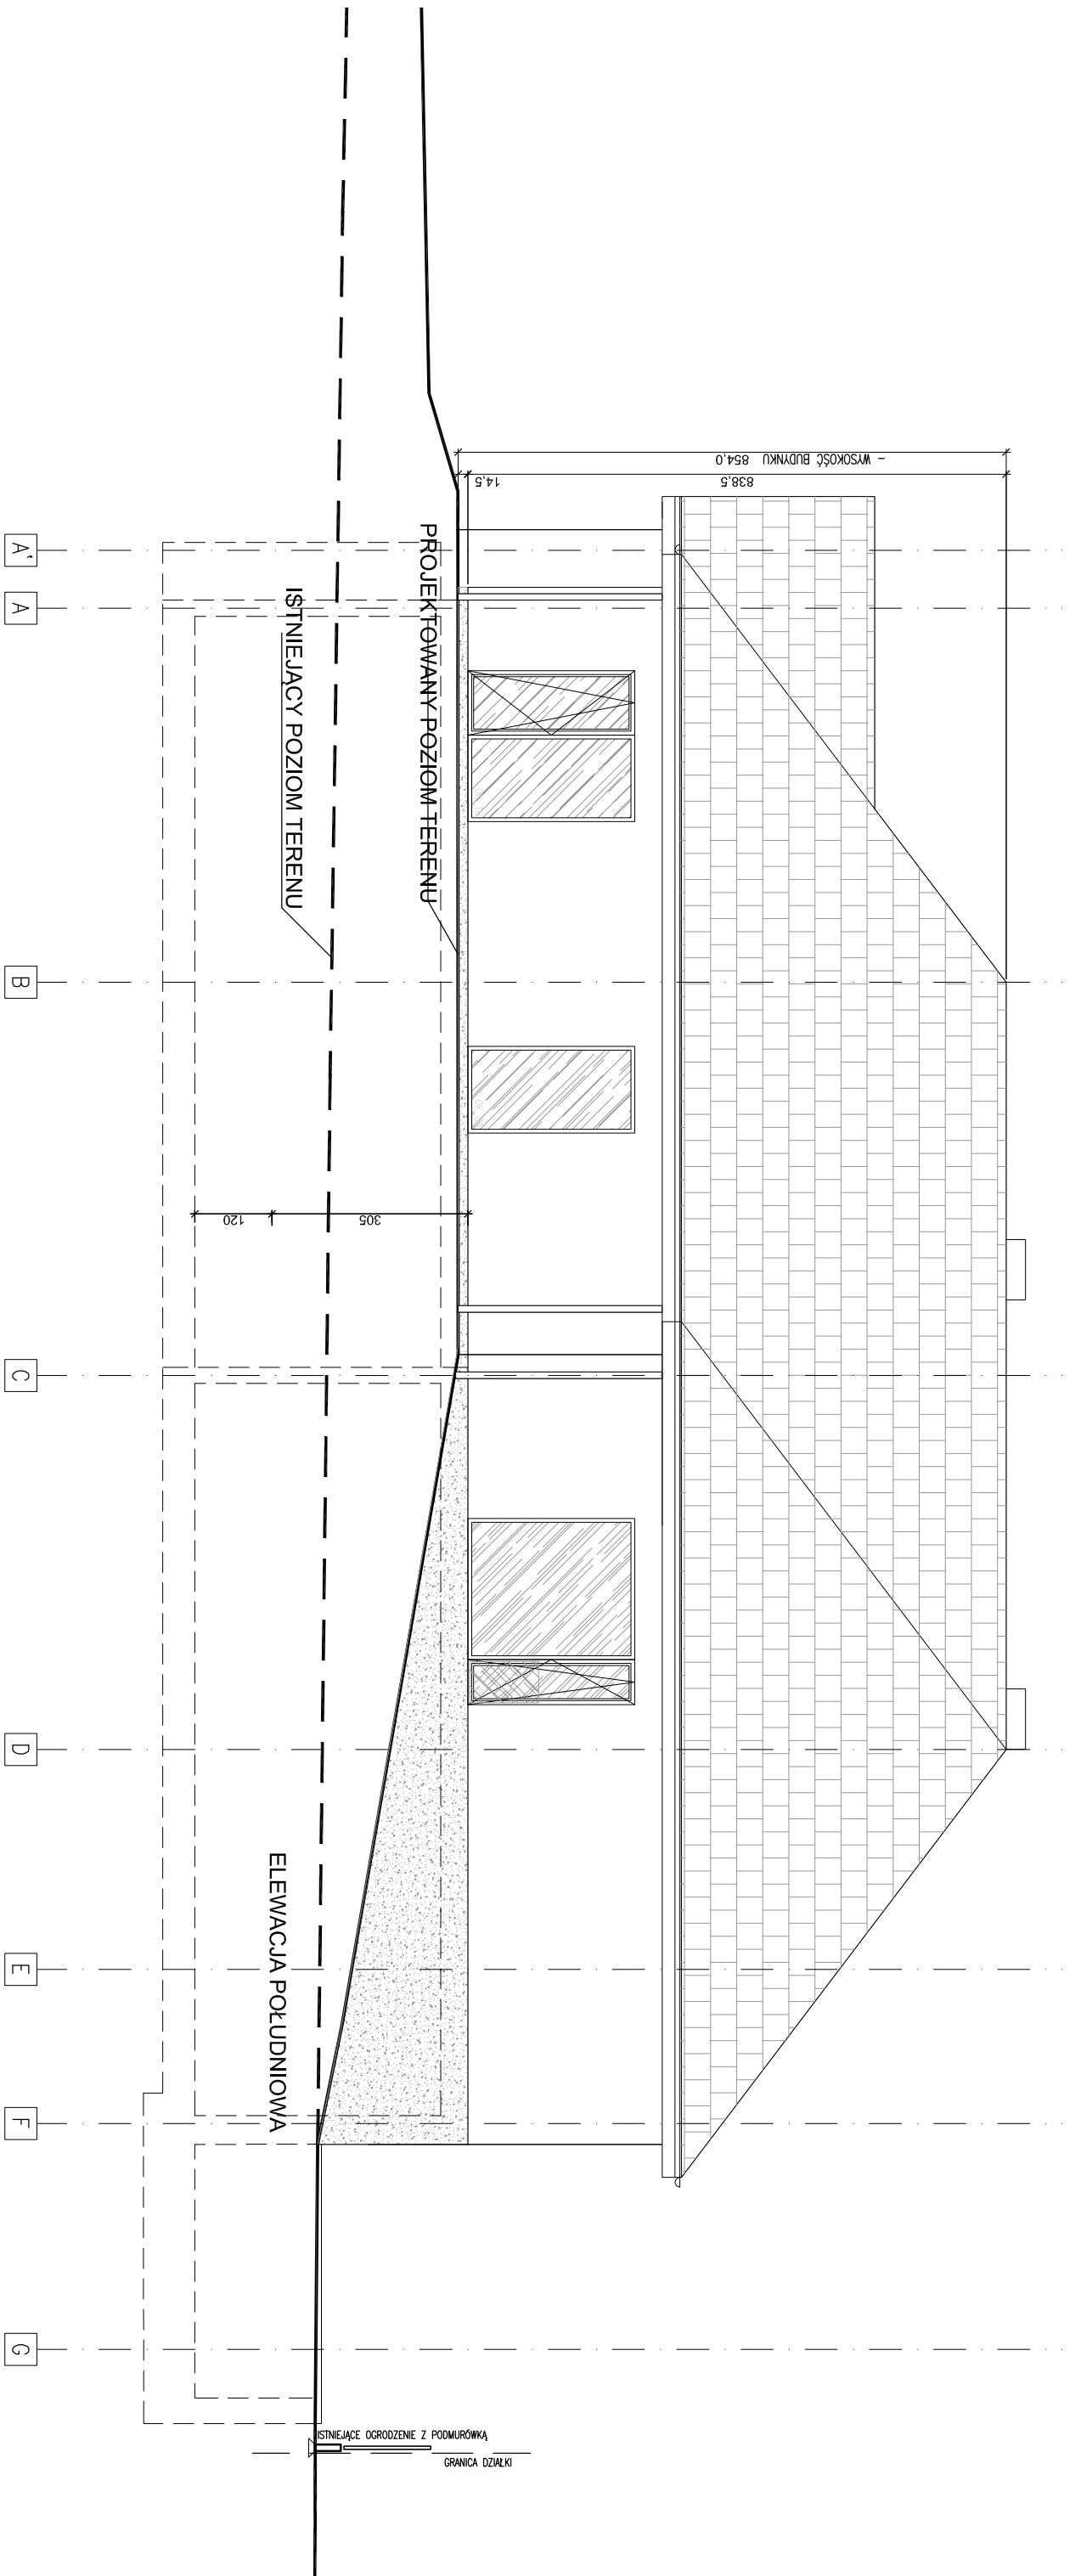 – WYSOKOŚĆ BUDYNKU 854,0
14,5
838,5
PROJEKTOWANY POZIOM TERENU
ISTNIEJĄCY POZIOM TERENU
120
305
ELEWACJA POŁUDNIOWA
ISTNIEJĄCE OGRODZENIE Z PODMURÓWKĄ
GRANICA DZIAŁKI
A'
A
B
C
D
E
F
G